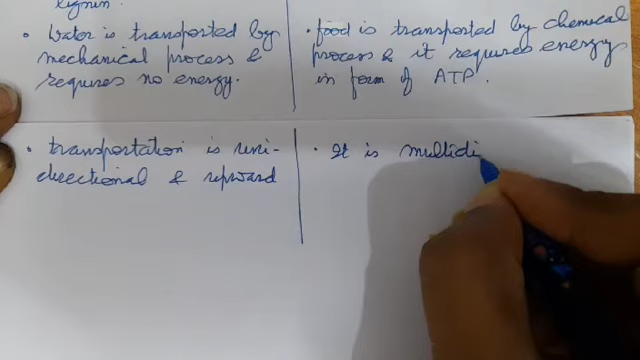 lignin.
• Water is transported by
mechanical process &
requires no energy.
• food is transported by chemical
process & it requires energy
in form of ATP.
• transportation is uni-
directional & upward
• It is multidi